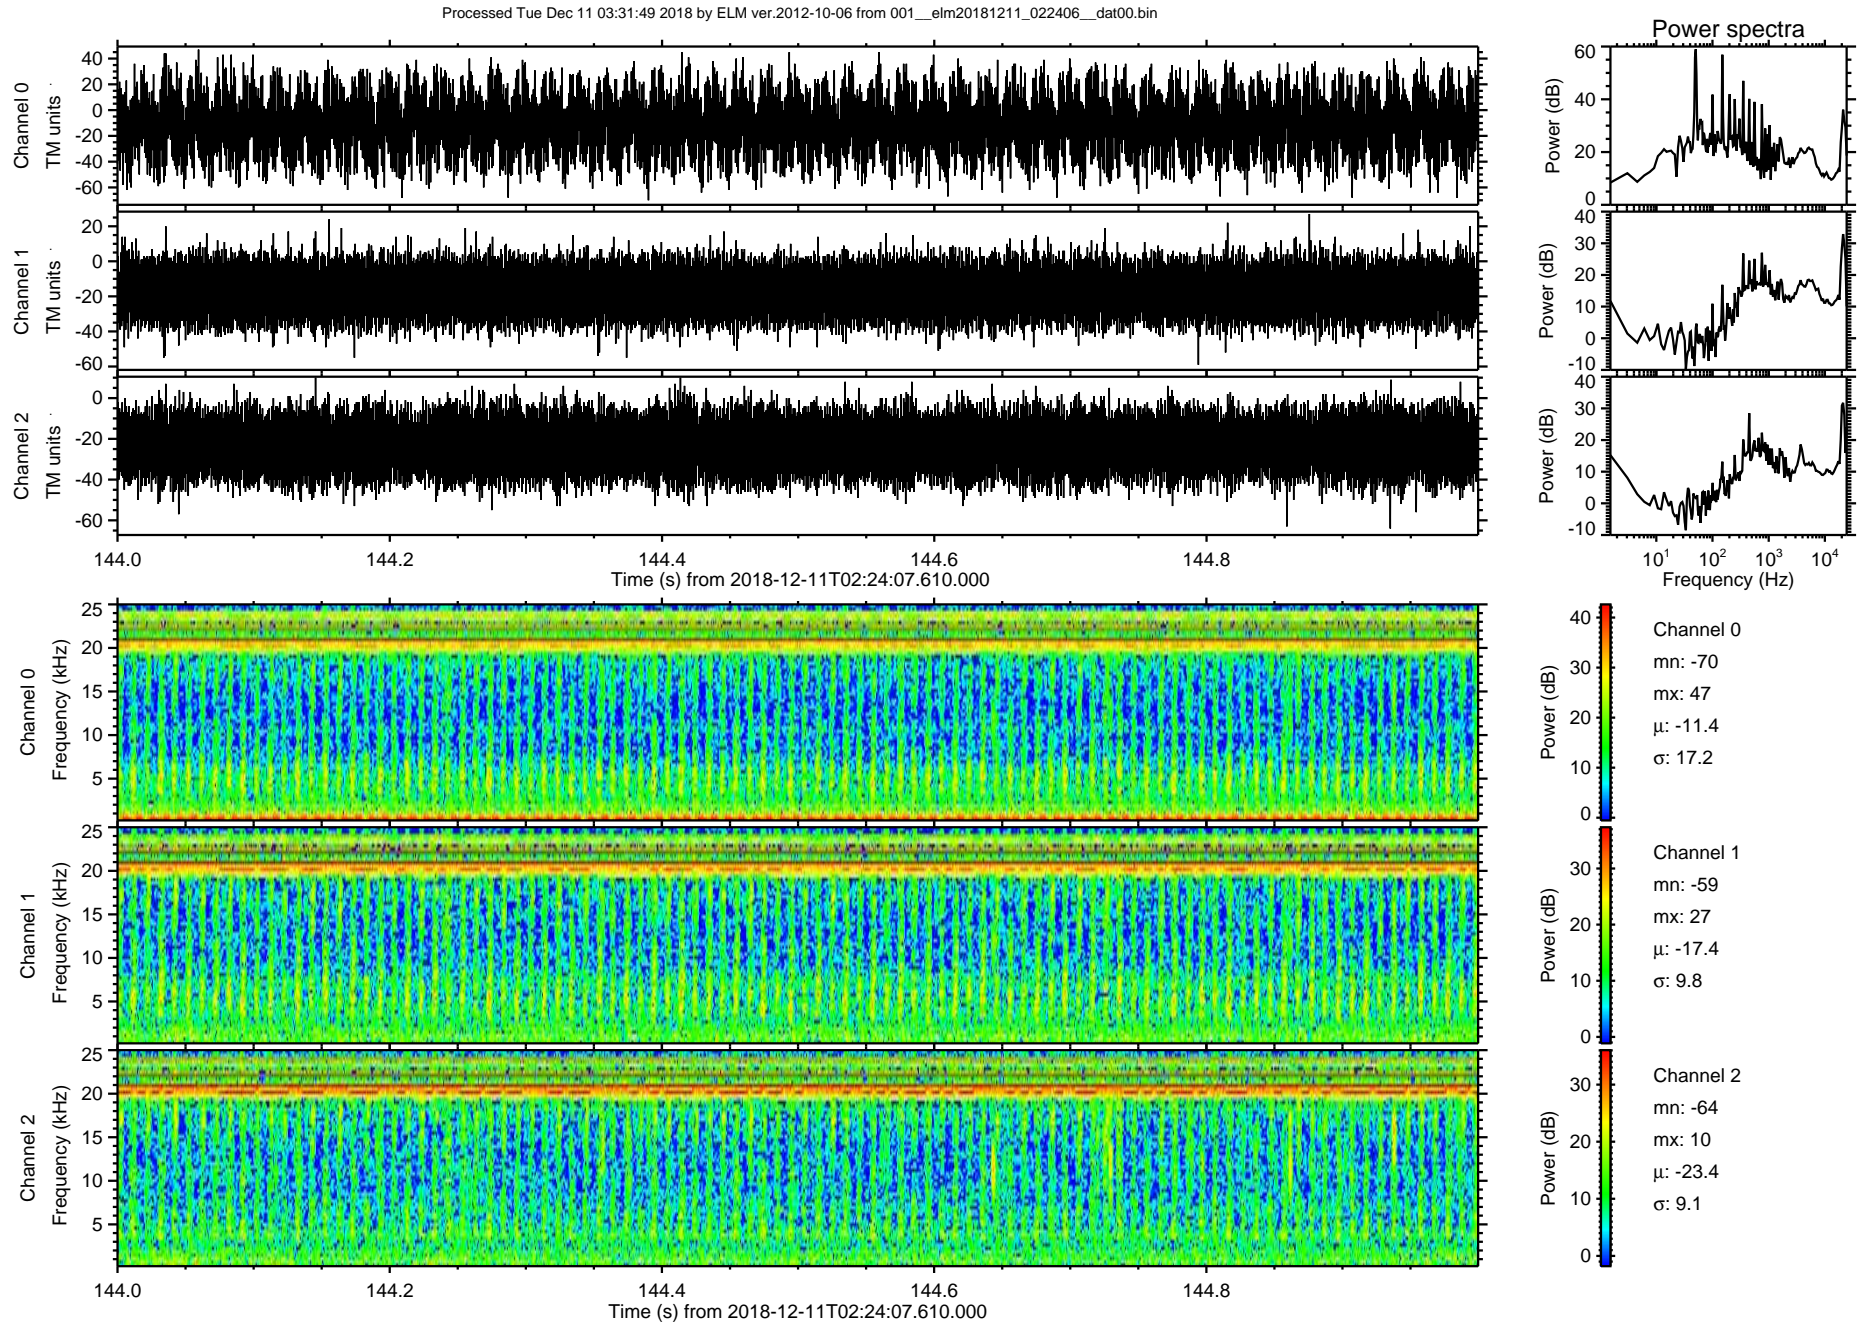 Processed Tue Dec 11 03:31:49 2018 by ELM ver.2012-10-06 from 001__elm20181211_022406__dat00.bin
Power spectra
Channel 0
TM units
40
20
0
-20
-40
-60
Power (dB)
60
40
20
0
Channel 1
TM units
20
0
-20
-40
-60
Power (dB)
40
30
20
10
0
-10
Channel 2
TM units
0
-20
-40
-60
Power (dB)
40
30
20
10
0
-10
144.0 144.2 144.4 144.6 144.8
Time (s) from 2018-12-11T02:24:07.610.000
10^1 10^2 10^3 10^4
Frequency (Hz)
Channel 0
Frequency (kHz)
25
20
15
10
5
Power (dB)
40
30
20
10
0
Channel 0
mn: -70
mx: 47
μ: -11.4
σ: 17.2
Channel 1
Frequency (kHz)
25
20
15
10
5
Power (dB)
30
20
10
0
Channel 1
mn: -59
mx: 27
μ: -17.4
σ: 9.8
Channel 2
Frequency (kHz)
25
20
15
10
5
Power (dB)
30
20
10
0
Channel 2
mn: -64
mx: 10
μ: -23.4
σ: 9.1
144.0 144.2 144.4 144.6 144.8
Time (s) from 2018-12-11T02:24:07.610.000